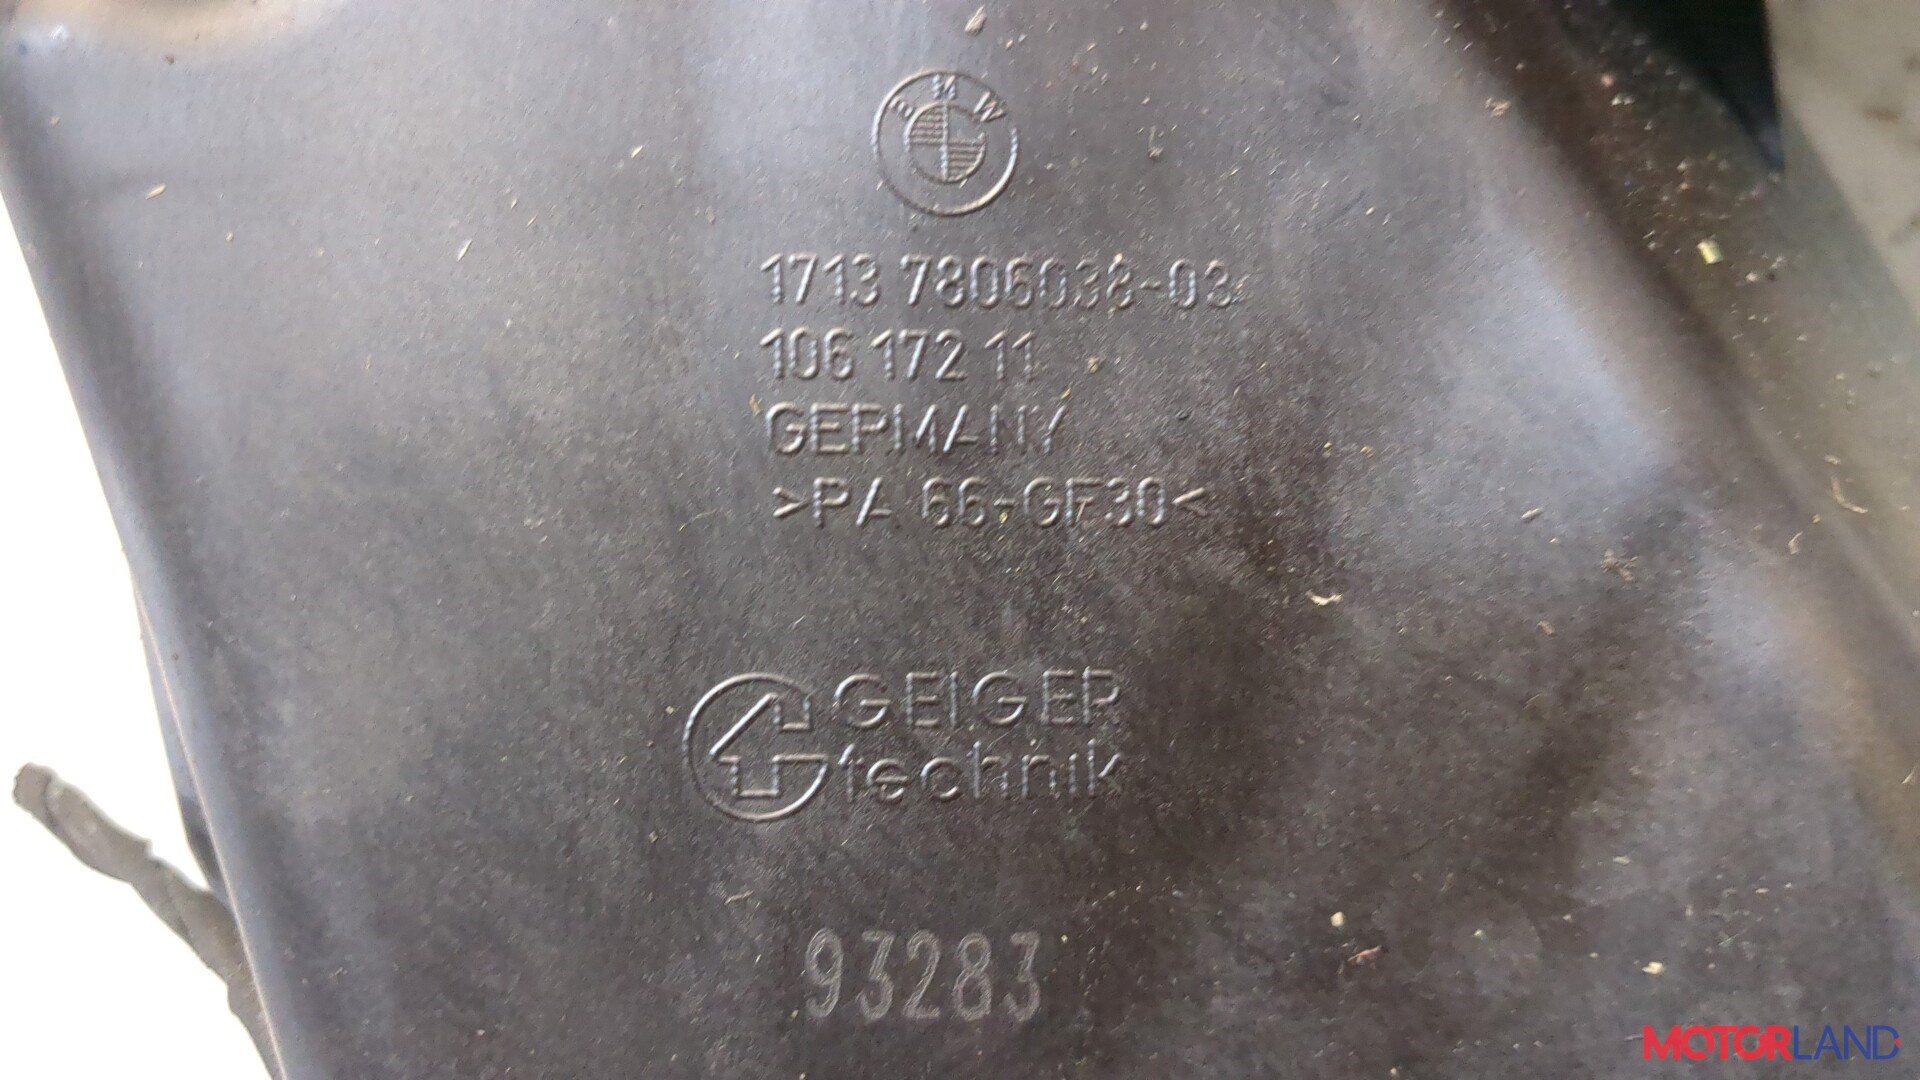 BMW
1713 7806038-03
106 172 11
GERMANY
>PA 66-GF30<
GEIGER
technik
93283
MOTORLAND